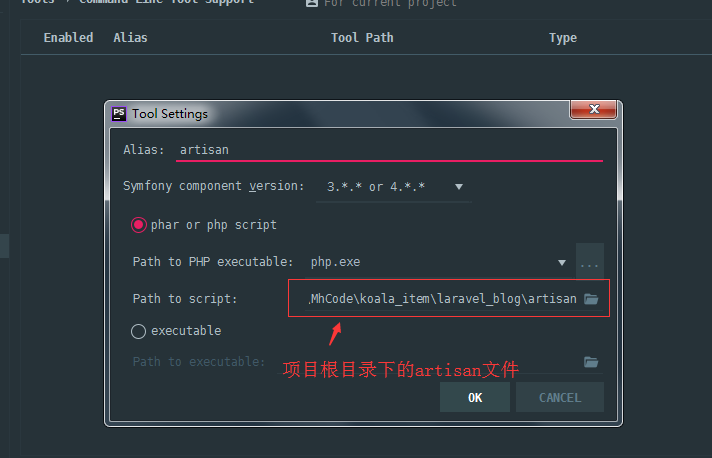 Tools › Command Line Tool Support For current project
Enabled Alias Tool Path Type
PS Tool Settings
Alias: artisan
Symfony component version: 3.*.* or 4.*.*
phar or php script
Path to PHP executable: php.exe ...
Path to script: MhCode\koala_item\laravel_blog\artisan
executable
Path to executable:
项目根目录下的artisan文件
OK CANCEL